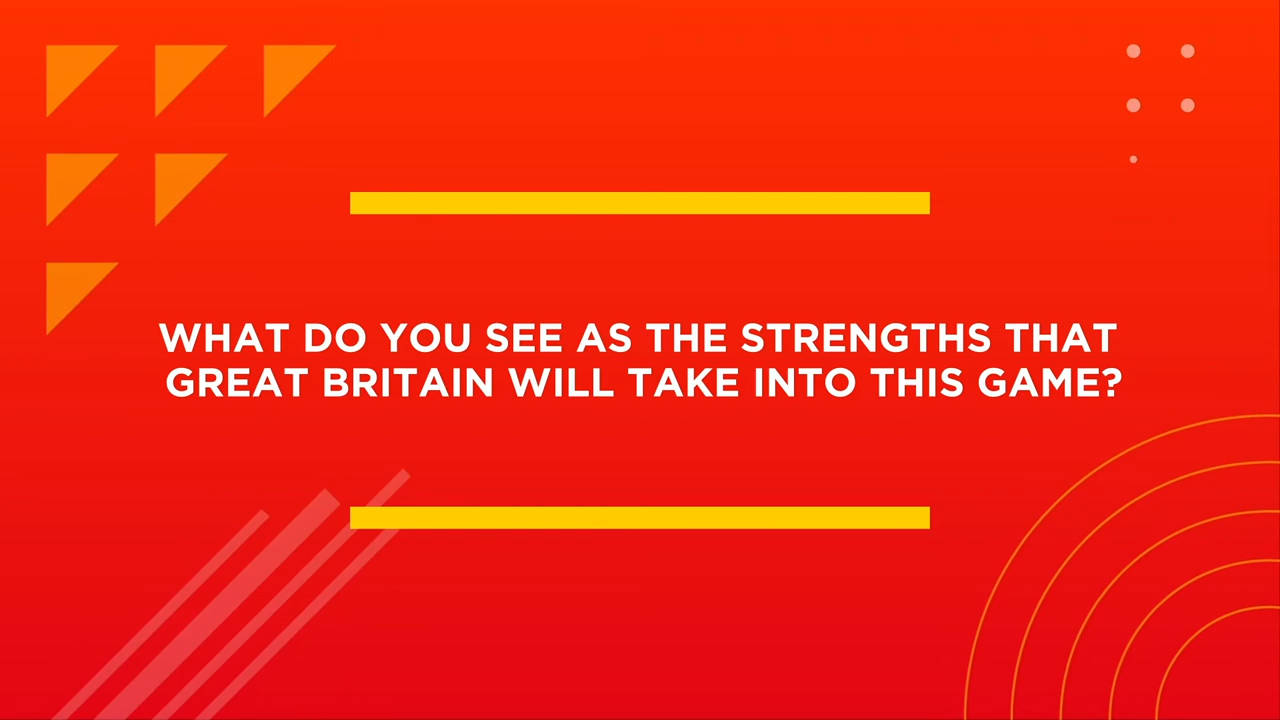 WHAT DO YOU SEE AS THE STRENGTHS THAT
GREAT BRITAIN WILL TAKE INTO THIS GAME?